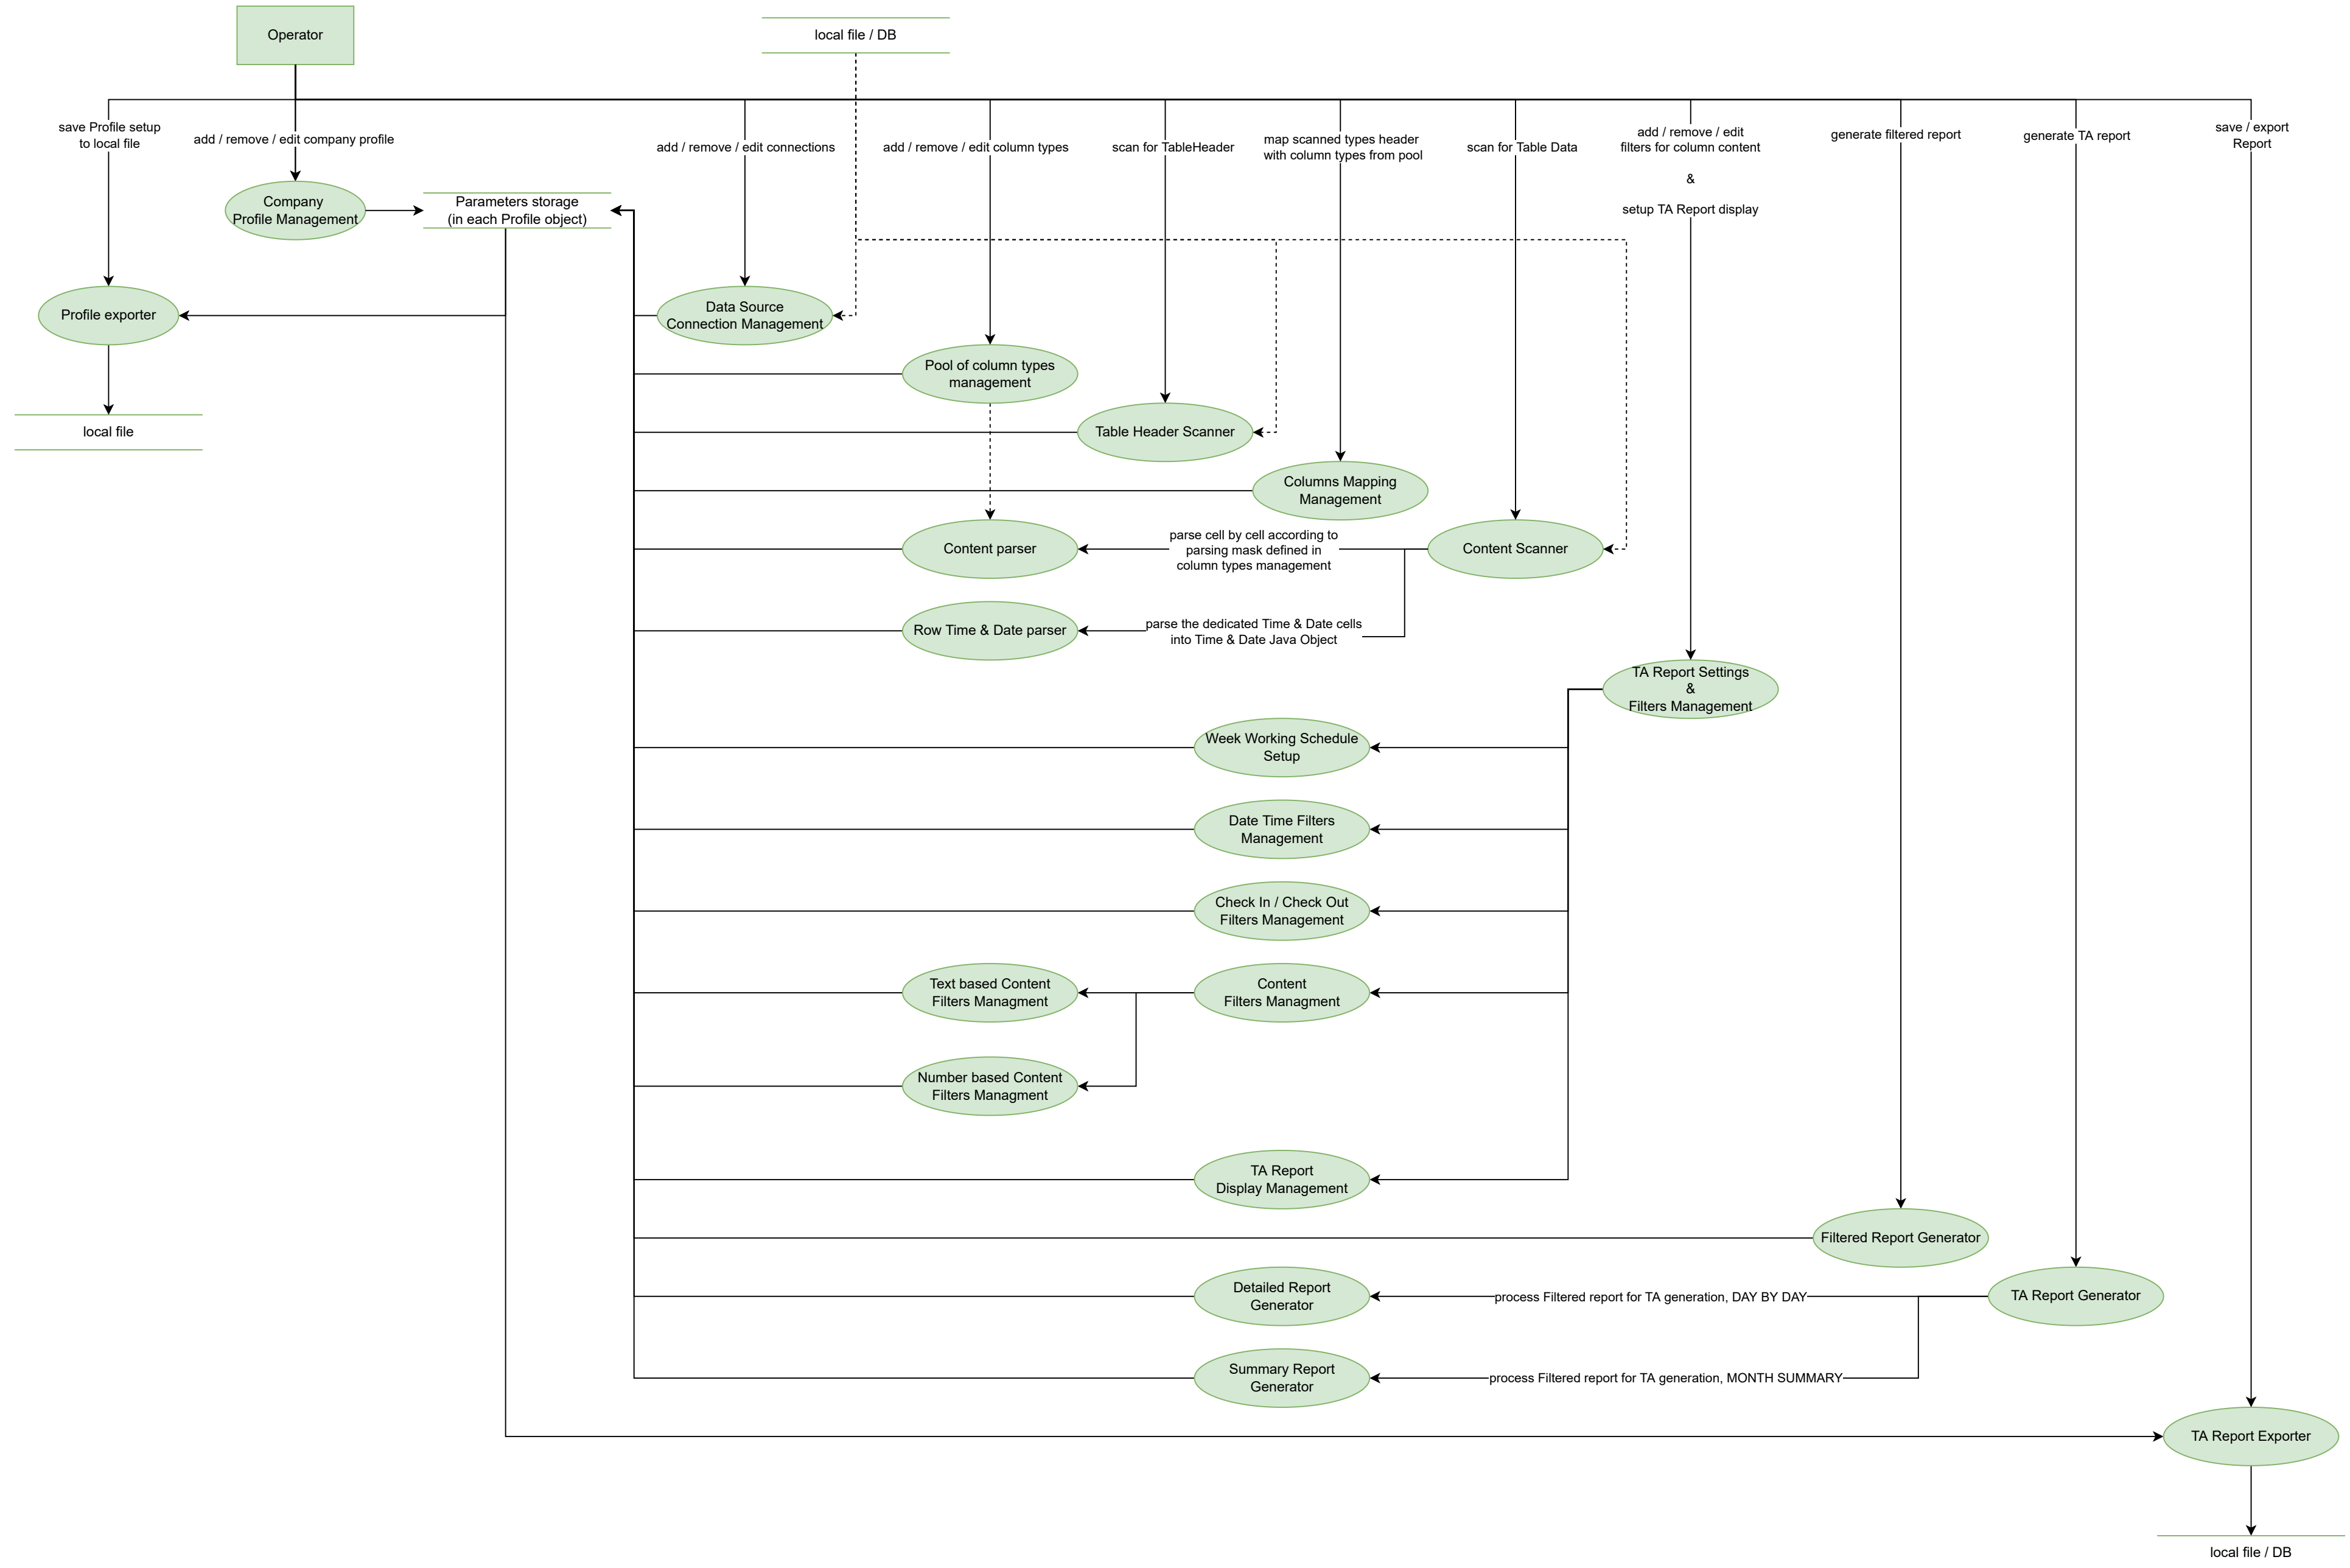 Operator
local file / DB
save Profile setup
to local file
add / remove / edit company profile
add / remove / edit connections
add / remove / edit column types
scan for TableHeader
map scanned types header
with column types from pool
scan for Table Data
add / remove / edit
filters for column content
&
setup TA Report display
generate filtered report
generate TA report
save / export
Report
Company
Profile Management
Parameters storage
(in each Profile object)
Profile exporter
Data Source
Connection Management
Pool of column types
management
local file
Table Header Scanner
Columns Mapping
Management
Content parser
parse cell by cell according to
parsing mask defined in
column types management
Content Scanner
Row Time & Date parser
parse the dedicated Time & Date cells
into Time & Date Java Object
TA Report Settings
&
Filters Management
Week Working Schedule
Setup
Date Time Filters
Management
Check In / Check Out
Filters Management
Text based Content
Filters Managment
Content
Filters Managment
Number based Content
Filters Managment
TA Report
Display Management
Filtered Report Generator
Detailed Report
Generator
process Filtered report for TA generation, DAY BY DAY
TA Report Generator
Summary Report
Generator
process Filtered report for TA generation, MONTH SUMMARY
TA Report Exporter
local file / DB